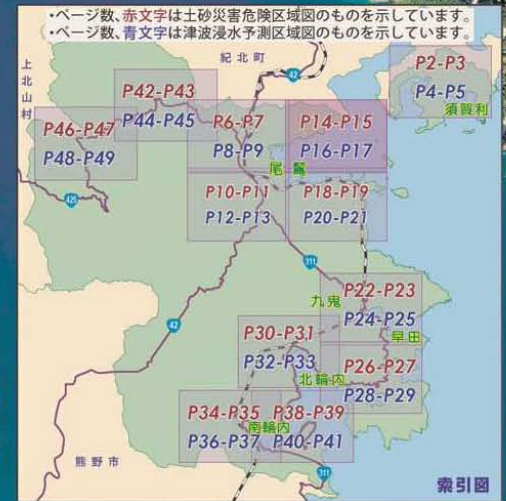 ・ページ数、赤文字は土砂災害危険区域図のものを示しています。
・ページ数、青文字は津波浸水予測区域図のものを示しています。
紀北町
上北山村
42
P2-P3
P4-P5
須賀利
P42-P43
P44-P45
P6-P7
P8-P9
P14-P15
P16-P17
P46-P47
P48-P49
尾鷲
425
P10-P11
P12-P13
P18-P19
P20-P21
311
九鬼
P22-P23
P24-P25
早田
42
P30-P31
P32-P33
北輪内
P26-P27
P28-P29
P34-P35
P36-P37
南輪内
P38-P39
P40-P41
熊野市
311
索引図